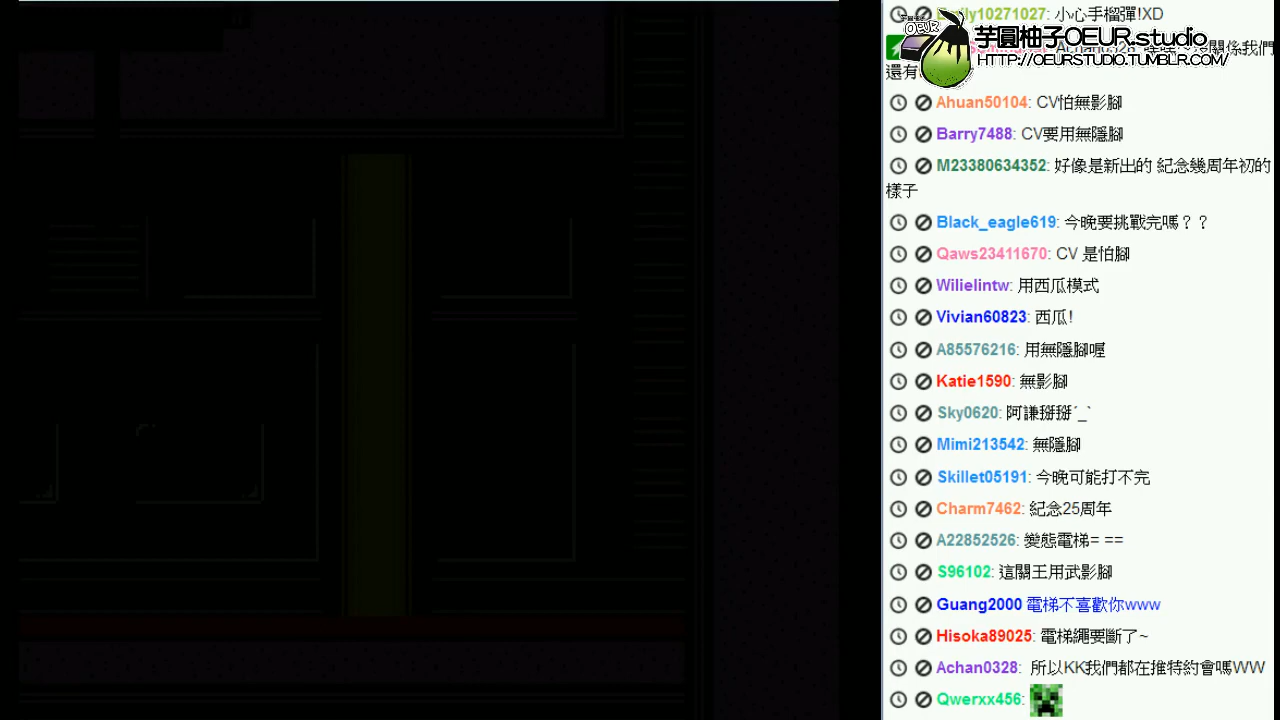 Emily10271027: 小心手榴彈!XD
芋圓柚子OEUR.studio
HTTP://OEURSTUDIO.TUMBLR.COM/
OEUR
還有
Ahuan50104: CV怕無影腳
Barry7488: CV要用無隱腳
M23380634352: 好像是新出的 紀念幾周年初的
樣子
Black_eagle619: 今晚要挑戰完嗎？？
Qaws23411670: CV 是怕腳
Wilielintw: 用西瓜模式
Vivian60823: 西瓜!
A85576216: 用無隱腳喔
Katie1590: 無影腳
Sky0620: 阿謙掰掰ˊ_ˋ
Mimi213542: 無隱腳
Skillet05191: 今晚可能打不完
Charm7462: 紀念25周年
A22852526: 變態電梯= ==
S96102: 這關王用武影腳
Guang2000 電梯不喜歡你www
Hisoka89025: 電梯繩要斷了~
Achan0328: 所以KK我們都在推特約會嗎WW
Qwerxx456: